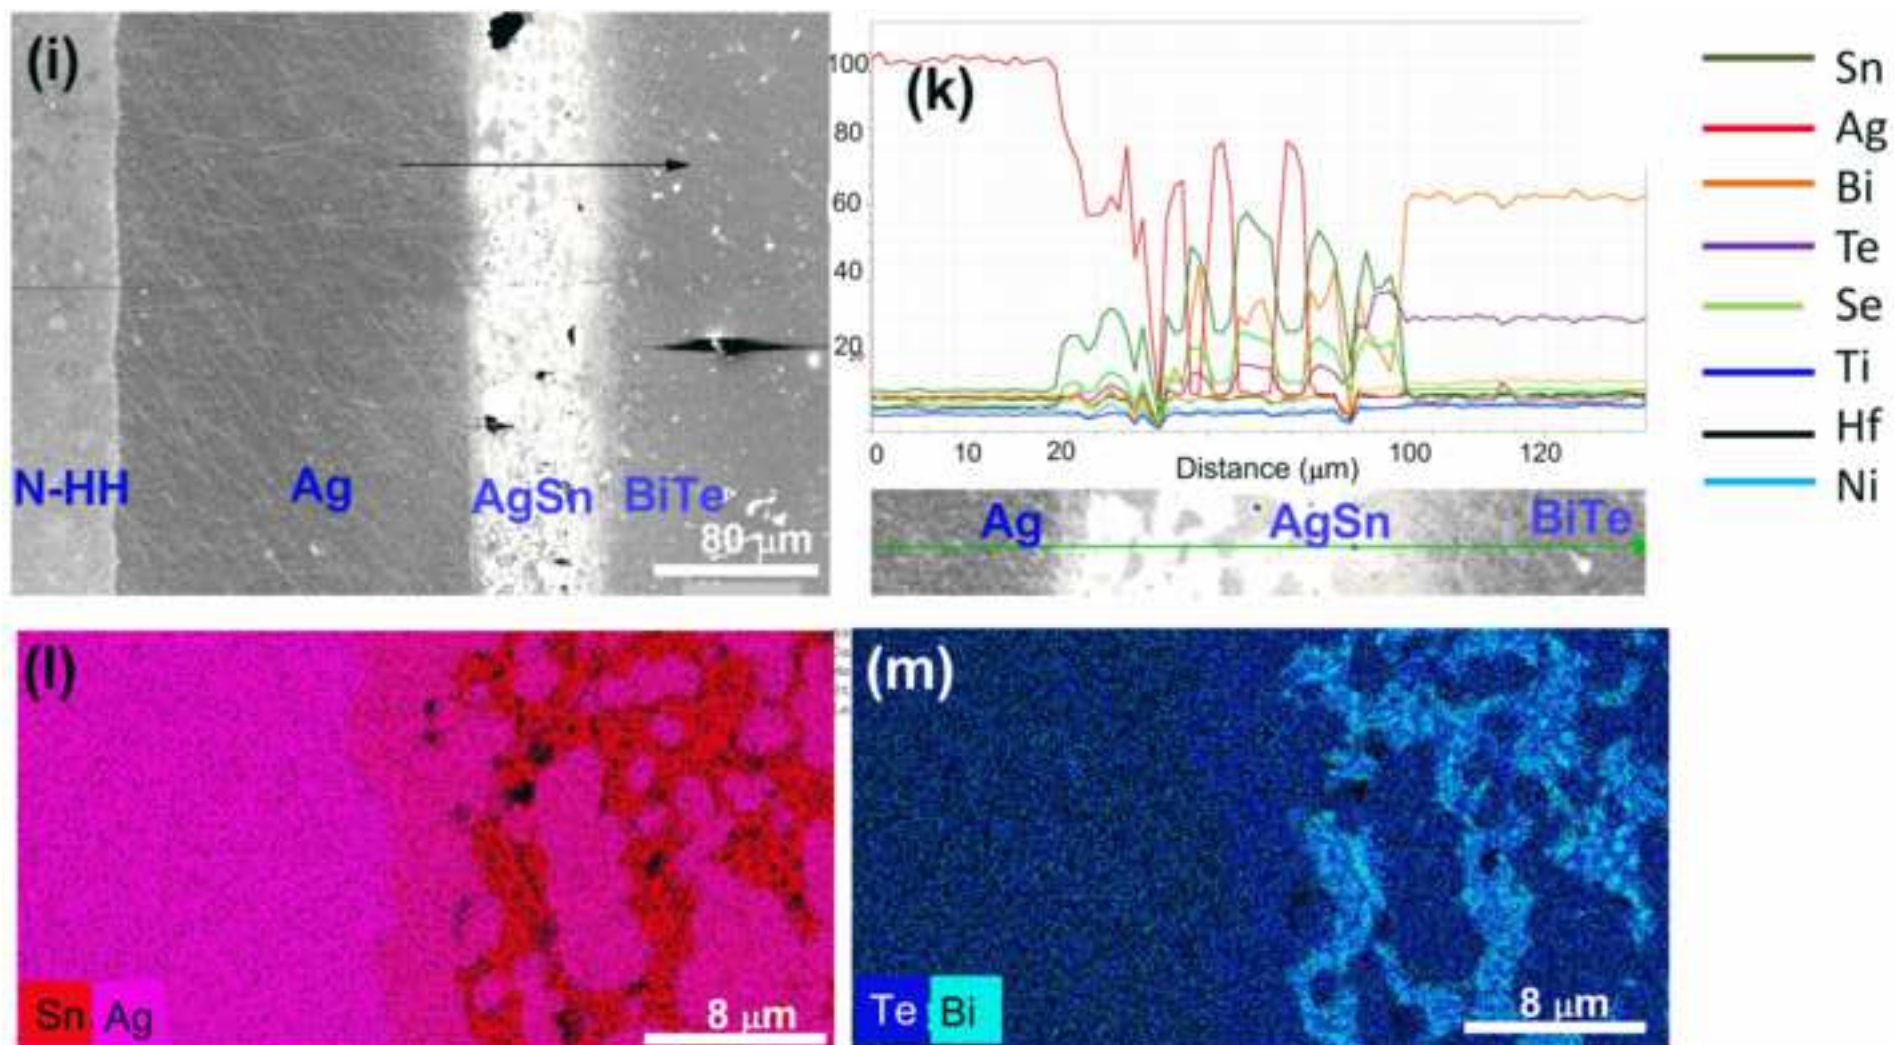 (i)
N-HH
Ag
AgSn
BiTe
80 μm
(k)
100
80
60
40
20
0
10
20
100
120
Distance (μm)
Sn
Ag
Bi
Te
Se
Ti
Hf
Ni
Ag
AgSn
BiTe
(l)
Sn
Ag
8 μm
(m)
Te
Bi
8 μm